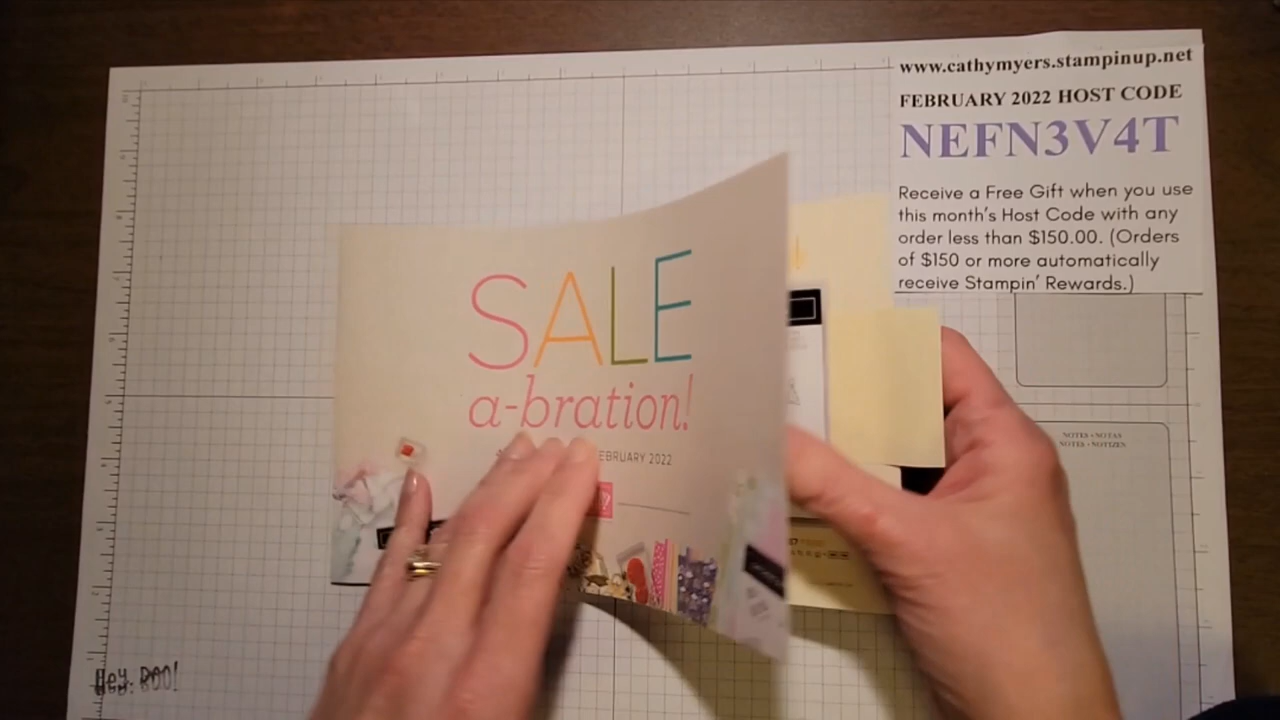 www.cathymyers.stampinup.net
FEBRUARY 2022 HOST CODE
NEFN3V4T
Receive a Free Gift when you use
this month's Host Code with any
order less than $150.00. (Orders
of $150 or more automatically
receive Stampin' Rewards.)
SALE
a-bration!
FEBRUARY 2022
NOTES • NOTAS
NOTES • NOTIZEN
Hey, BOO!